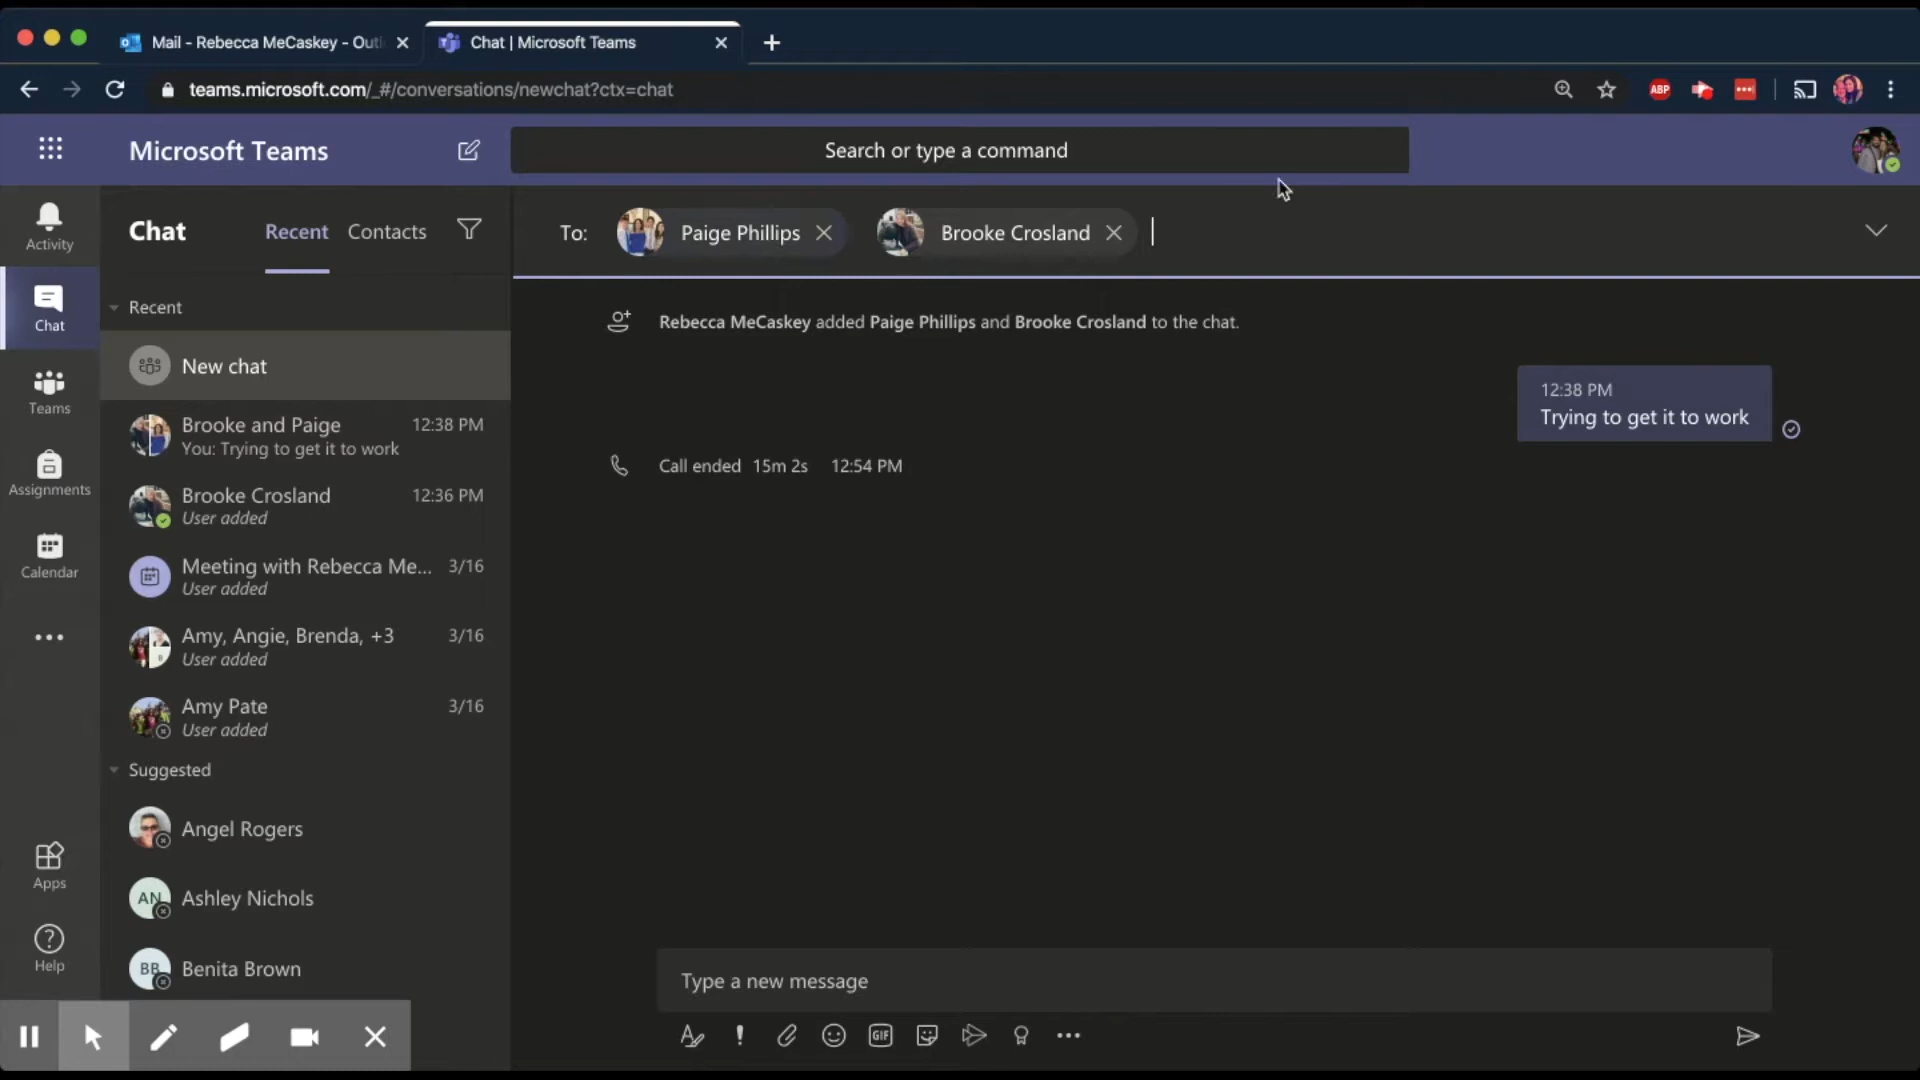 Mail - Rebecca MeCaskey - Outl
Chat | Microsoft Teams
teams.microsoft.com/_#/conversations/newchat?ctx=chat
ABP
Microsoft Teams
Search or type a command
Activity
Chat
Teams
Assignments
Calendar
Apps
Help
Chat
Recent
Contacts
Recent
New chat
Brooke and Paige
12:38 PM
You: Trying to get it to work
Brooke Crosland
12:36 PM
User added
Meeting with Rebecca Me...
3/16
User added
Amy, Angie, Brenda, +3
3/16
User added
Amy Pate
3/16
User added
Suggested
Angel Rogers
AN
Ashley Nichols
BB
Benita Brown
To:
Paige Phillips
Brooke Crosland
Rebecca MeCaskey added Paige Phillips and Brooke Crosland to the chat.
12:38 PM
Trying to get it to work
Call ended 15m 2s 12:54 PM
Type a new message
GIF